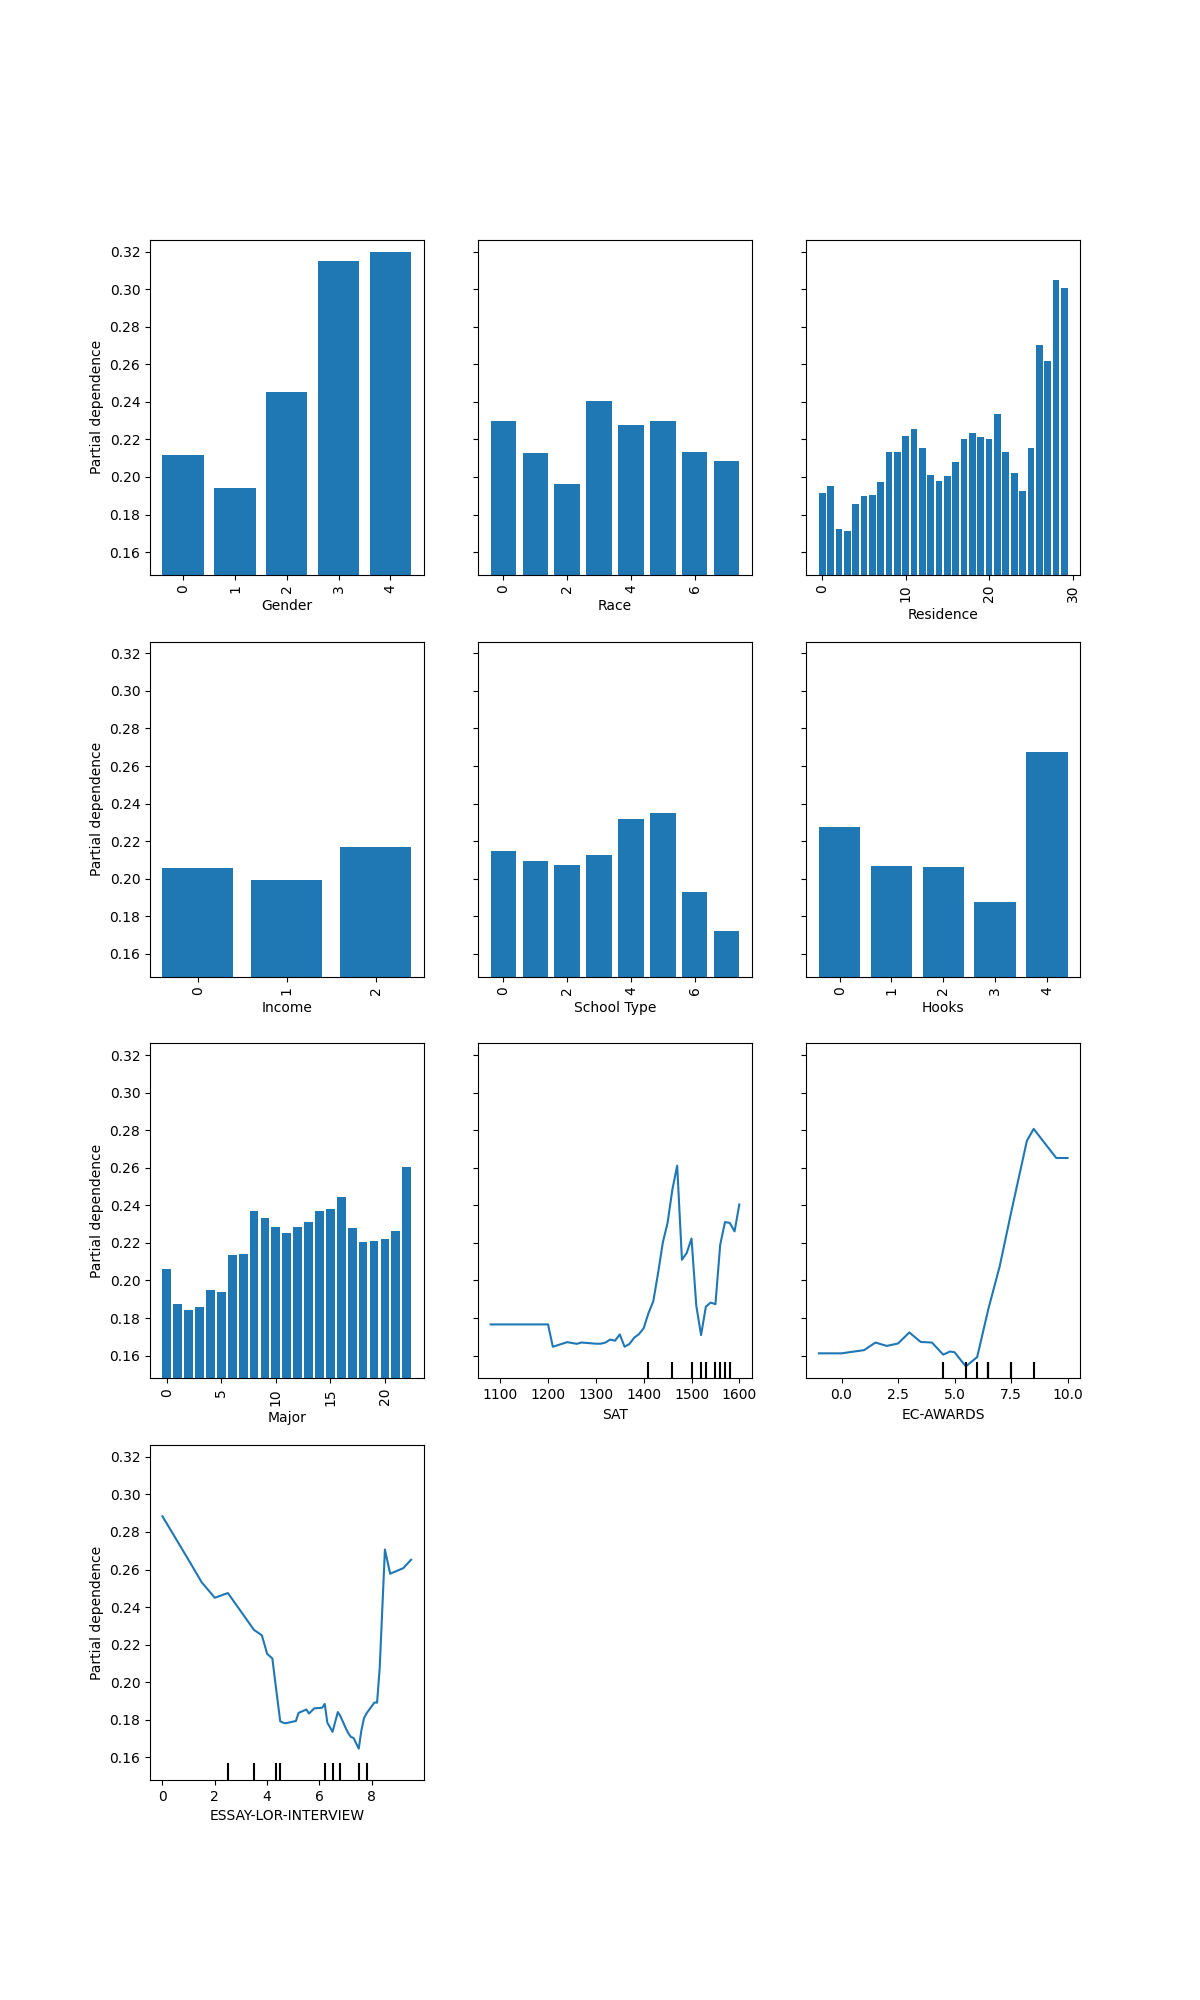 0.32
0.30
0.28
0.26
0.24
0.22
0.20
0.18
0.16
Partial dependence
0 1 2 3 4
Gender
0 2 4 6
Race
0 10 20 30
Residence
0.32
0.30
0.28
0.26
0.24
0.22
0.20
0.18
0.16
Partial dependence
0 1 2
Income
0 2 4 6
School Type
0 1 2 3 4
Hooks
0.32
0.30
0.28
0.26
0.24
0.22
0.20
0.18
0.16
Partial dependence
0 5 10 15 20
Major
1100 1200 1300 1400 1500 1600
SAT
0.0 2.5 5.0 7.5 10.0
EC-AWARDS
0.32
0.30
0.28
0.26
0.24
0.22
0.20
0.18
0.16
Partial dependence
0 2 4 6 8
ESSAY-LOR-INTERVIEW